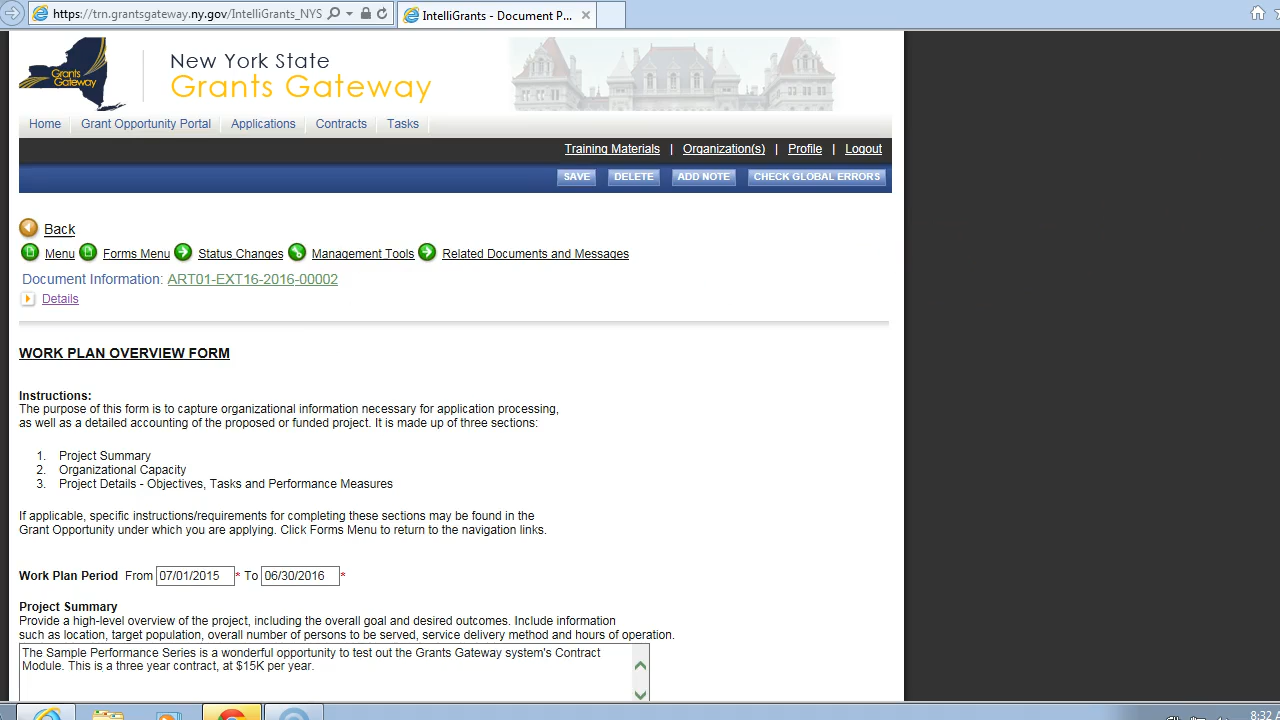 https://trn.grantsgateway.ny.gov/IntelliGrants_NYS
IntelliGrants - Document P...
Grants
Gateway
New York State
Grants Gateway
Home
Grant Opportunity Portal
Applications
Contracts
Tasks
Training Materials | Organization(s) | Profile | Logout
SAVE
DELETE
ADD NOTE
CHECK GLOBAL ERRORS
Back
Menu
Forms Menu
Status Changes
Management Tools
Related Documents and Messages
Document Information: ART01-EXT16-2016-00002
Details
WORK PLAN OVERVIEW FORM
Instructions:
The purpose of this form is to capture organizational information necessary for application processing,
as well as a detailed accounting of the proposed or funded project. It is made up of three sections:
1. Project Summary
2. Organizational Capacity
3. Project Details - Objectives, Tasks and Performance Measures
If applicable, specific instructions/requirements for completing these sections may be found in the
Grant Opportunity under which you are applying. Click Forms Menu to return to the navigation links.
Work Plan Period From 07/01/2015* To 06/30/2016*
Project Summary
Provide a high-level overview of the project, including the overall goal and desired outcomes. Include information
such as location, target population, overall number of persons to be served, service delivery method and hours of operation.
The Sample Performance Series is a wonderful opportunity to test out the Grants Gateway system's Contract
Module. This is a three year contract, at $15K per year.
8:32